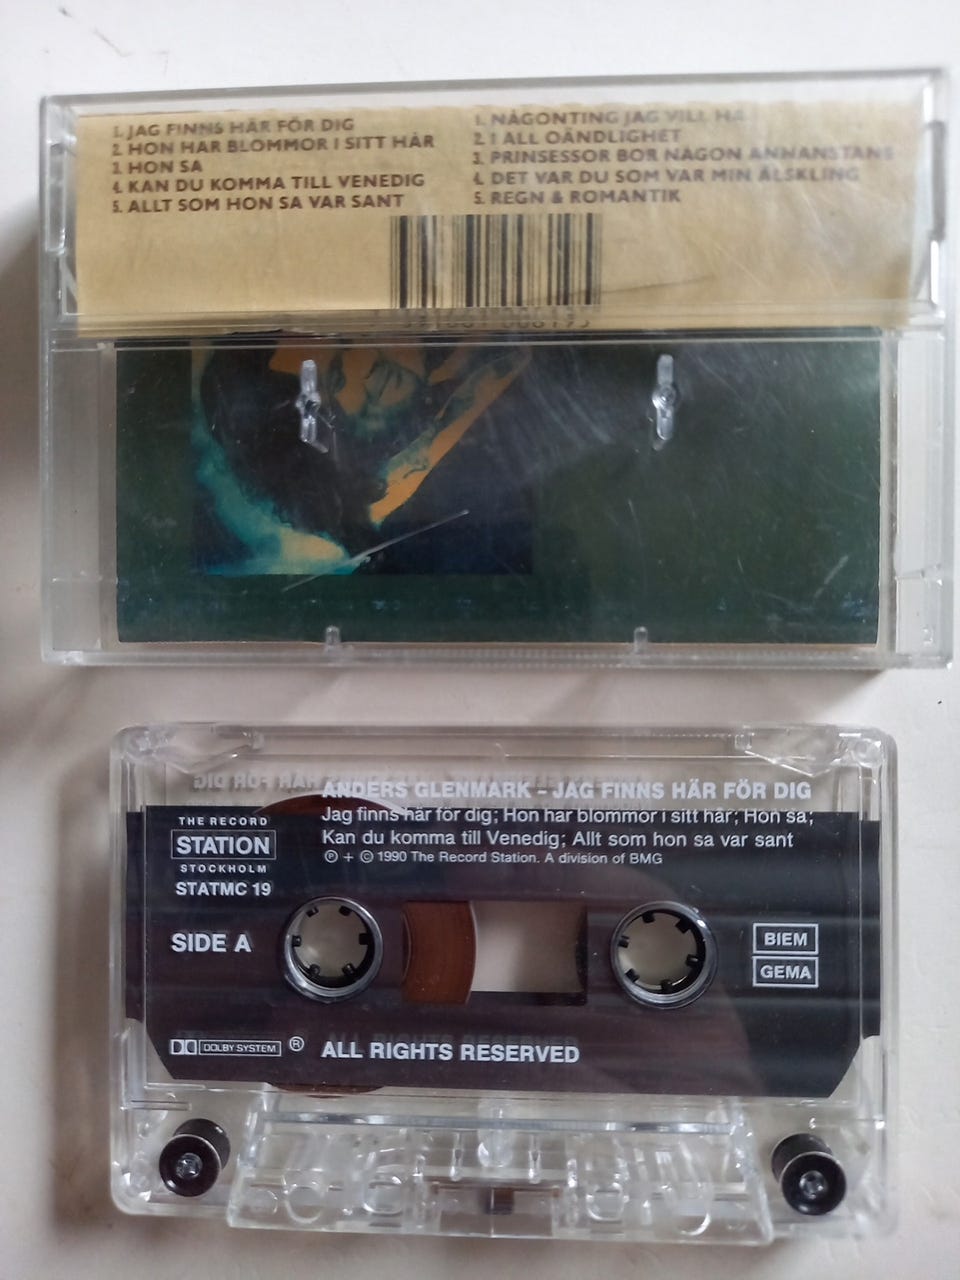 1. JAG FINNS HÄR FÖR DIG
2. HON HAR BLOMMOR I SITT HÅR
3. HON SA
4. KAN DU KOMMA TILL VENEDIG
5. ALLT SOM HON SA VAR SANT
1. NÅGONTING JAG VILL HA
2. I ALL OÄNDLIGHET
3. PRINSESSOR BOR NÅGON ANNANSTANS
4. DET VAR DU SOM VAR MIN ÄLSKLING
5. REGN & ROMANTIK
ANDERS GLENMARK - JAG FINNS HÄR FÖR DIG
Jag finns här för dig; Hon har blommor i sitt hår; Hon sa;
Kan du komma till Venedig; Allt som hon sa var sant
Ⓟ + © 1990 The Record Station. A division of BMG
THE RECORD
STATION
STOCKHOLM
STATMC 19
SIDE A
BIEM
GEMA
DOLBY SYSTEM ®
ALL RIGHTS RESERVED